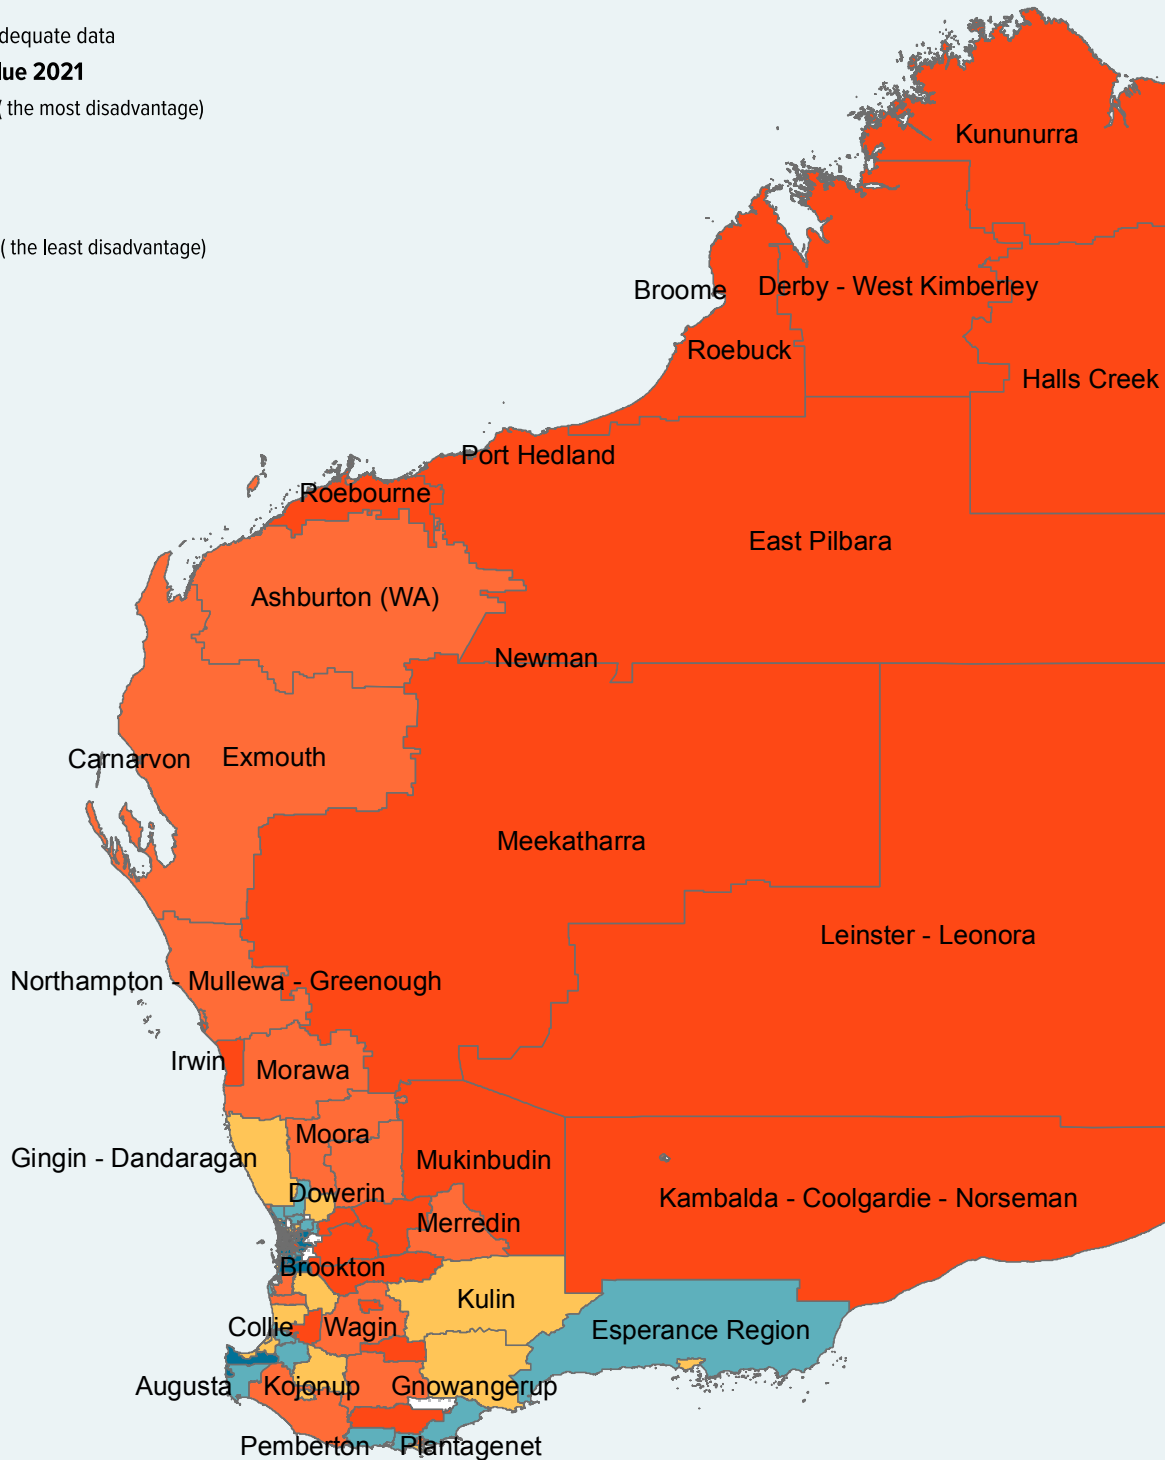 dequate data
lue 2021
( the most disadvantage)
( the least disadvantage)
Kununurra
Broome
Derby - West Kimberley
Roebuck
Halls Creek
Port Hedland
Roebourne
East Pilbara
Ashburton (WA)
Newman
Carnarvon
Exmouth
Meekatharra
Leinster - Leonora
Northampton - Mullewa - Greenough
Irwin
Morawa
Moora
Gingin - Dandaragan
Mukinbudin
Dowerin
Kambalda - Coolgardie - Norseman
Merredin
Brookton
Kulin
Collie
Wagin
Esperance Region
Augusta
Kojonup
Gnowangerup
Pemberton
Plantagenet